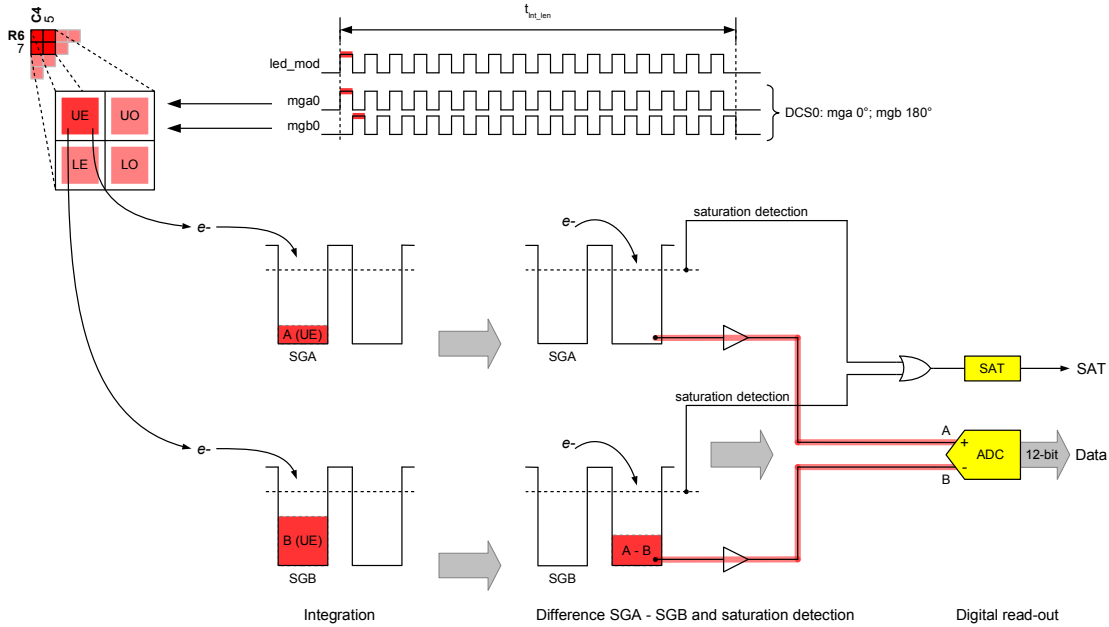 C4
5
R6
7
t int_len
led_mod
mga0
mgb0
DCS0: mga 0°; mgb 180°
UE
UO
LE
LO
e-
e-
saturation detection
A (UE)
SGA
SGA
SAT
SAT
saturation detection
e-
e-
A
+
ADC
12-bit
Data
-
B
B (UE)
A - B
SGB
SGB
Integration
Difference SGA - SGB and saturation detection
Digital read-out